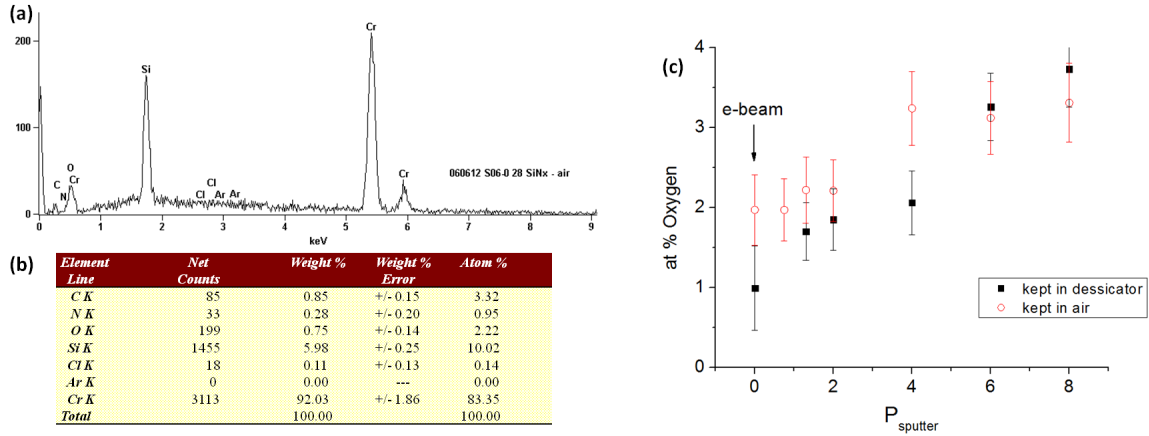 (a)
200
100
0
Si
Cr
C
N
O
Cr
Cl
Cl
Ar
Ar
Cr
060612 S06-0 28 SiNx - air
0 1 2 3 4 5 6 7 8 9
keV
(b)
Element Line Net Counts Weight % Weight % Error Atom %
C K 85 0.85 +/- 0.15 3.32
N K 33 0.28 +/- 0.20 0.95
O K 199 0.75 +/- 0.14 2.22
Si K 1455 5.98 +/- 0.25 10.02
Cl K 18 0.11 +/- 0.13 0.14
Ar K 0 0.00 --- 0.00
Cr K 3113 92.03 +/- 1.86 83.35
Total 100.00 100.00
(c)
4
3
2
1
0
at % Oxygen
e-beam
kept in dessicator
kept in air
0 2 4 6 8
P sputter